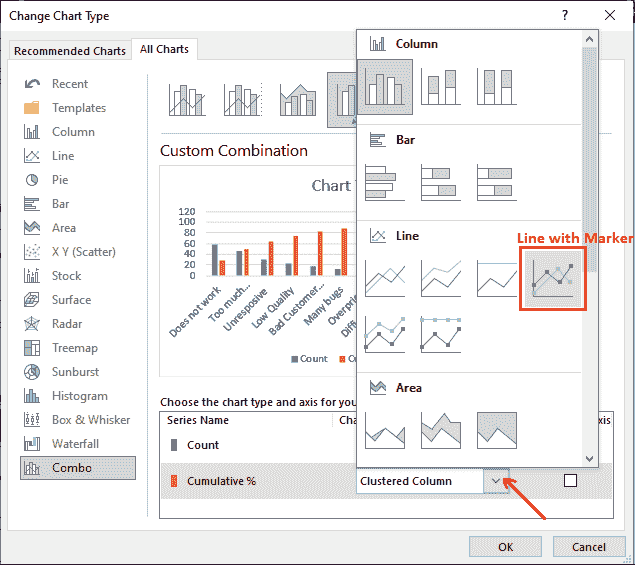 Change Chart Type
? ×
Recommended Charts All Charts
Recent
Templates
Column
Line
Pie
Bar
Area
X Y (Scatter)
Stock
Surface
Radar
Treemap
Sunburst
Histogram
Box & Whisker
Waterfall
Combo
Custom Combination
Chart T
120
100
80
60
40
20
0
Does not work
Too much...
Unresposive
Low Quality
Bad Customer...
Many bugs
Overpri
Diffi
Count
Column
Bar
Line
Line with Marker
Area
Choose the chart type and axis for you
Series Name Cha xis
Count
Cumulative % Clustered Column
OK Cancel